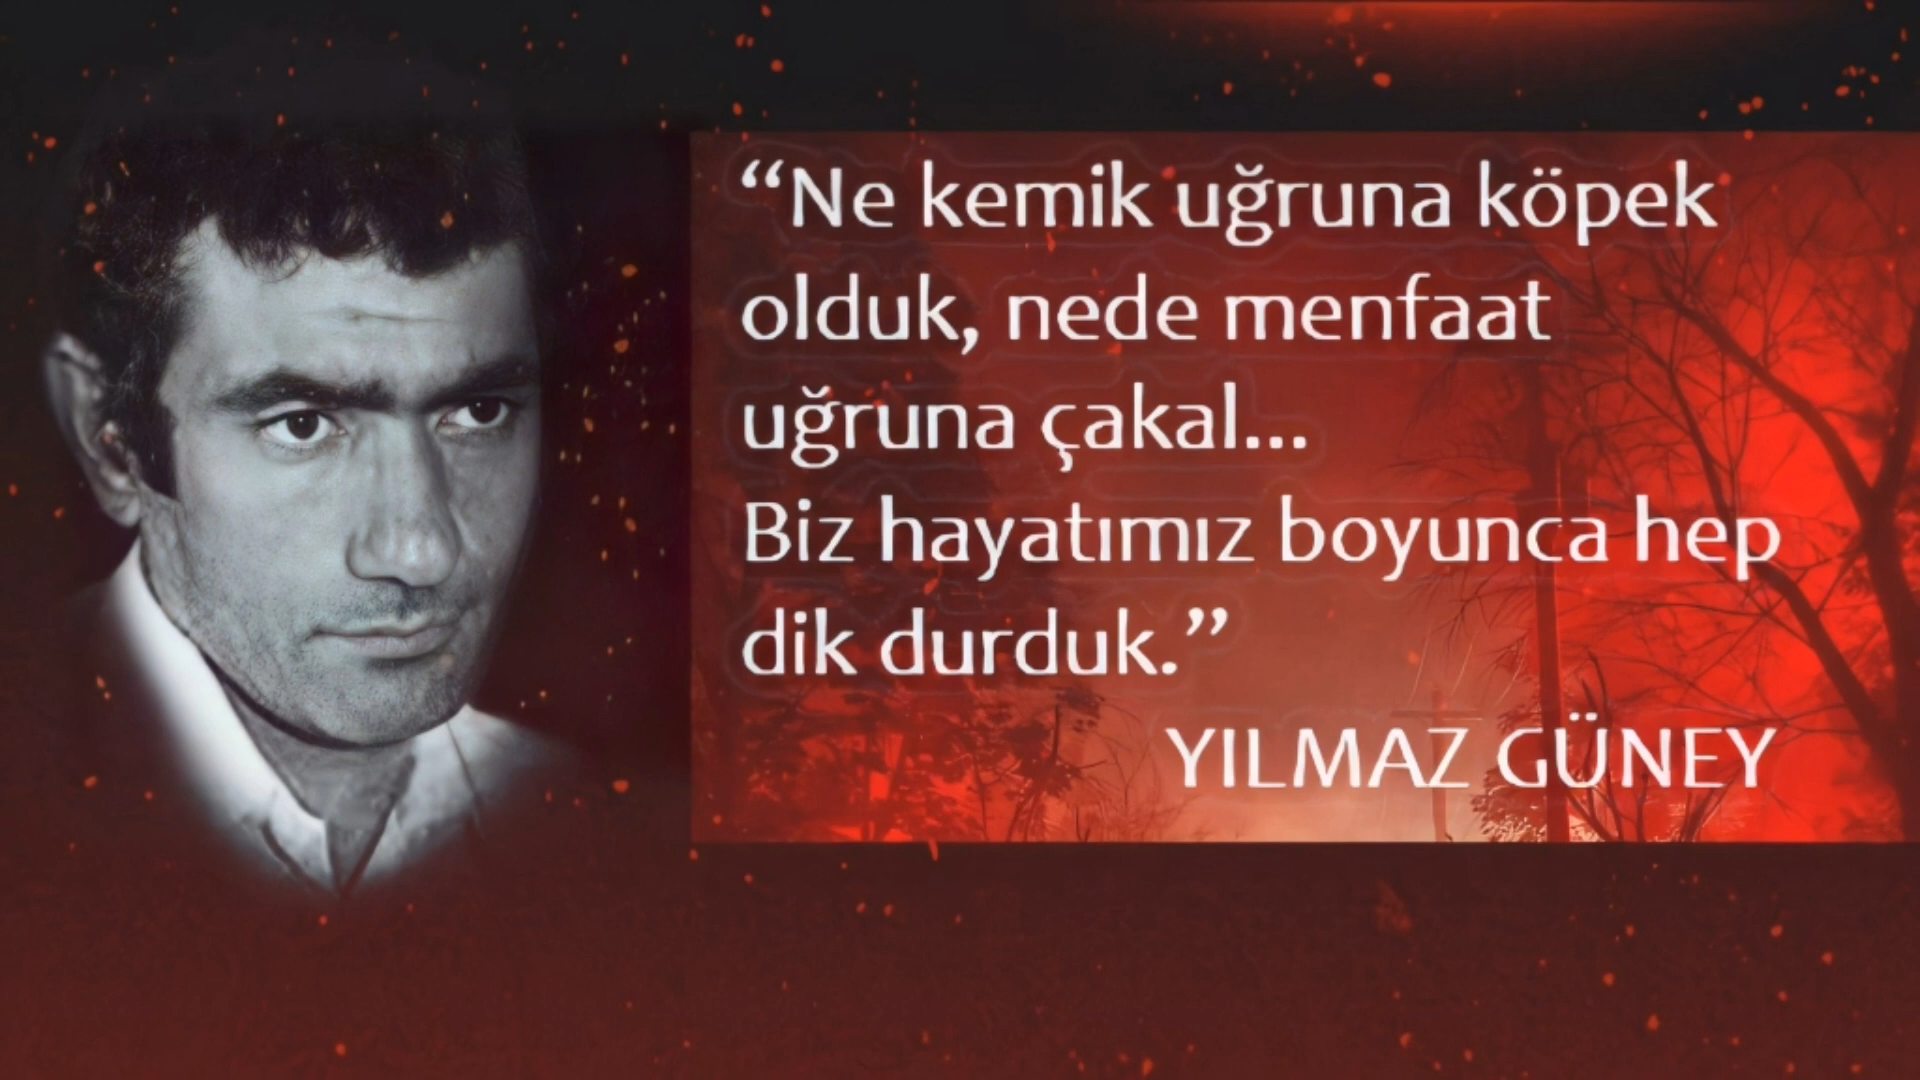 “Ne kemik uğruna köpek
olduk, nede menfaat
uğruna çakal...
Biz hayatımız boyunca hep
dik durduk.”
YILMAZ GÜNEY